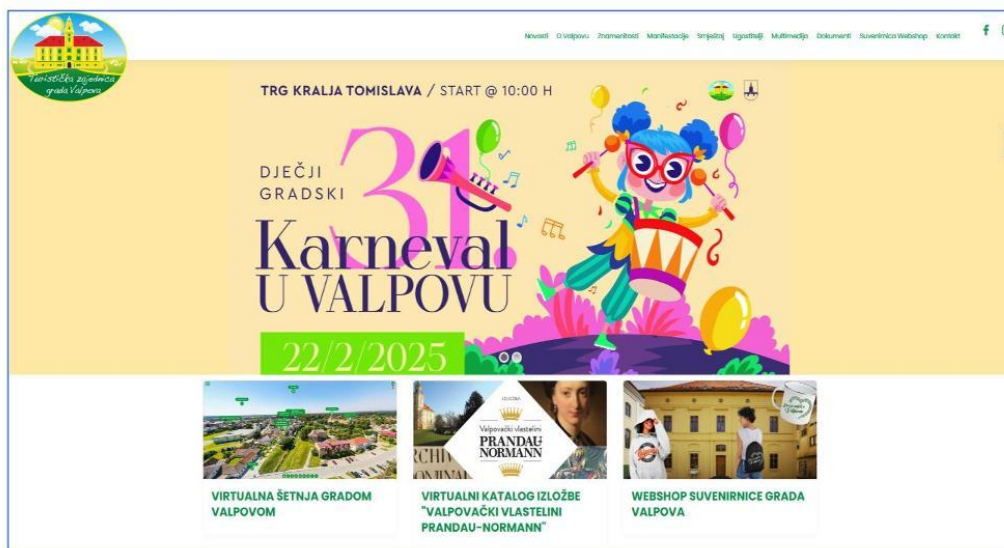 Turistička zajednica
grada Valpova
Novosti O Valpovu Znamenitosti Manifestacije Smještaj Ugostitelji Multimedija Dokumenti Suvenirnica Webshop Kontakt
TRG KRALJA TOMISLAVA / START @ 10:00 H
DJEČJI
GRADSKI
31.
Karneval
U VALPOVU
22/2/2025
IZLOŽBA
Valpovački vlastelini
PRANDAU
NORMANN
VIRTUALNA ŠETNJA GRADOM
VALPOVOM
VIRTUALNI KATALOG IZLOŽBE
"VALPOVAČKI VLASTELINI
PRANDAU-NORMANN"
WEBSHOP SUVENIRNICE GRADA
VALPOVA